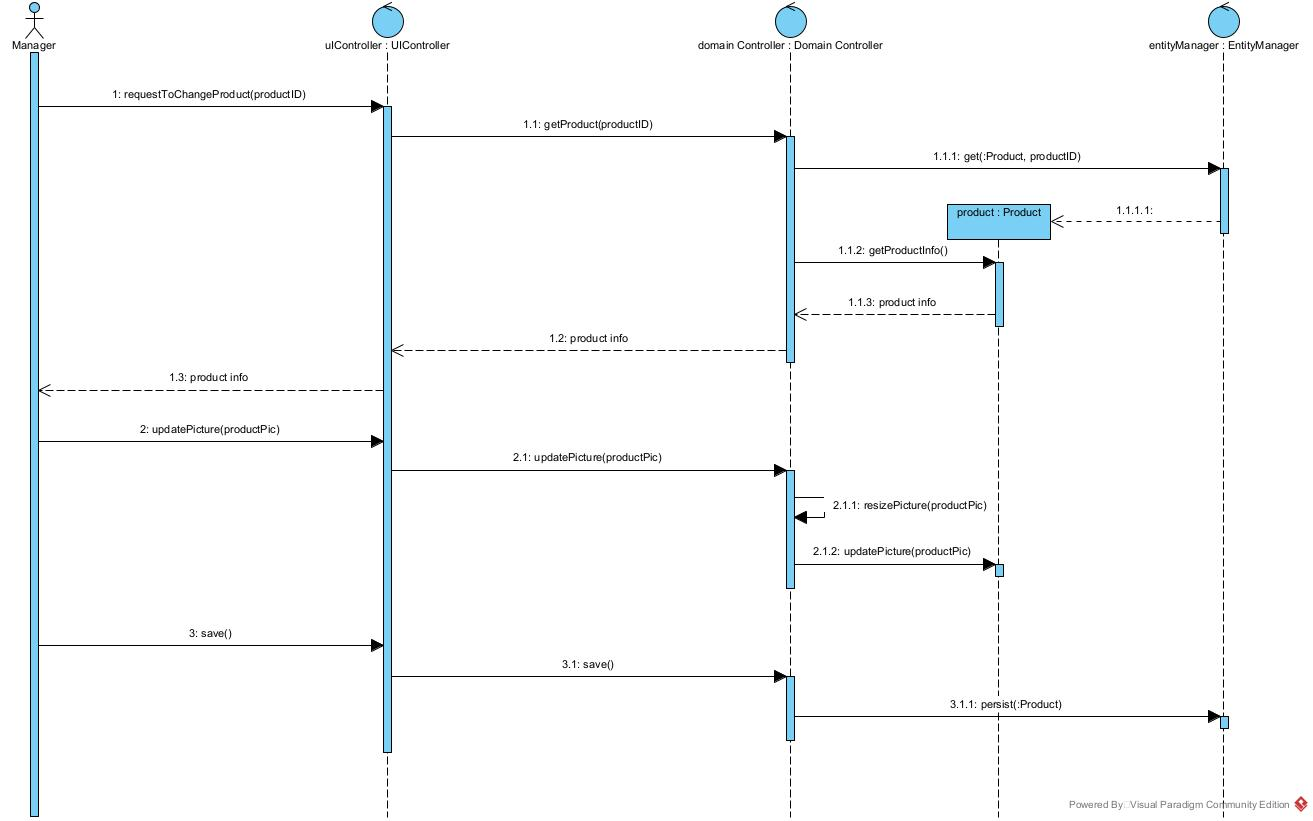 Manager
uIController : UIController
domain Controller : Domain Controller
entityManager : EntityManager
1: requestToChangeProduct(productID)
1.1: getProduct(productID)
1.1.1: get(:Product, productID)
product : Product
1.1.1.1:
1.1.2: getProductInfo()
1.1.3: product info
1.2: product info
1.3: product info
2: updatePicture(productPic)
2.1: updatePicture(productPic)
2.1.1: resizePicture(productPic)
2.1.2: updatePicture(productPic)
3: save()
3.1: save()
3.1.1: persist(:Product)
Powered By Visual Paradigm Community Edition